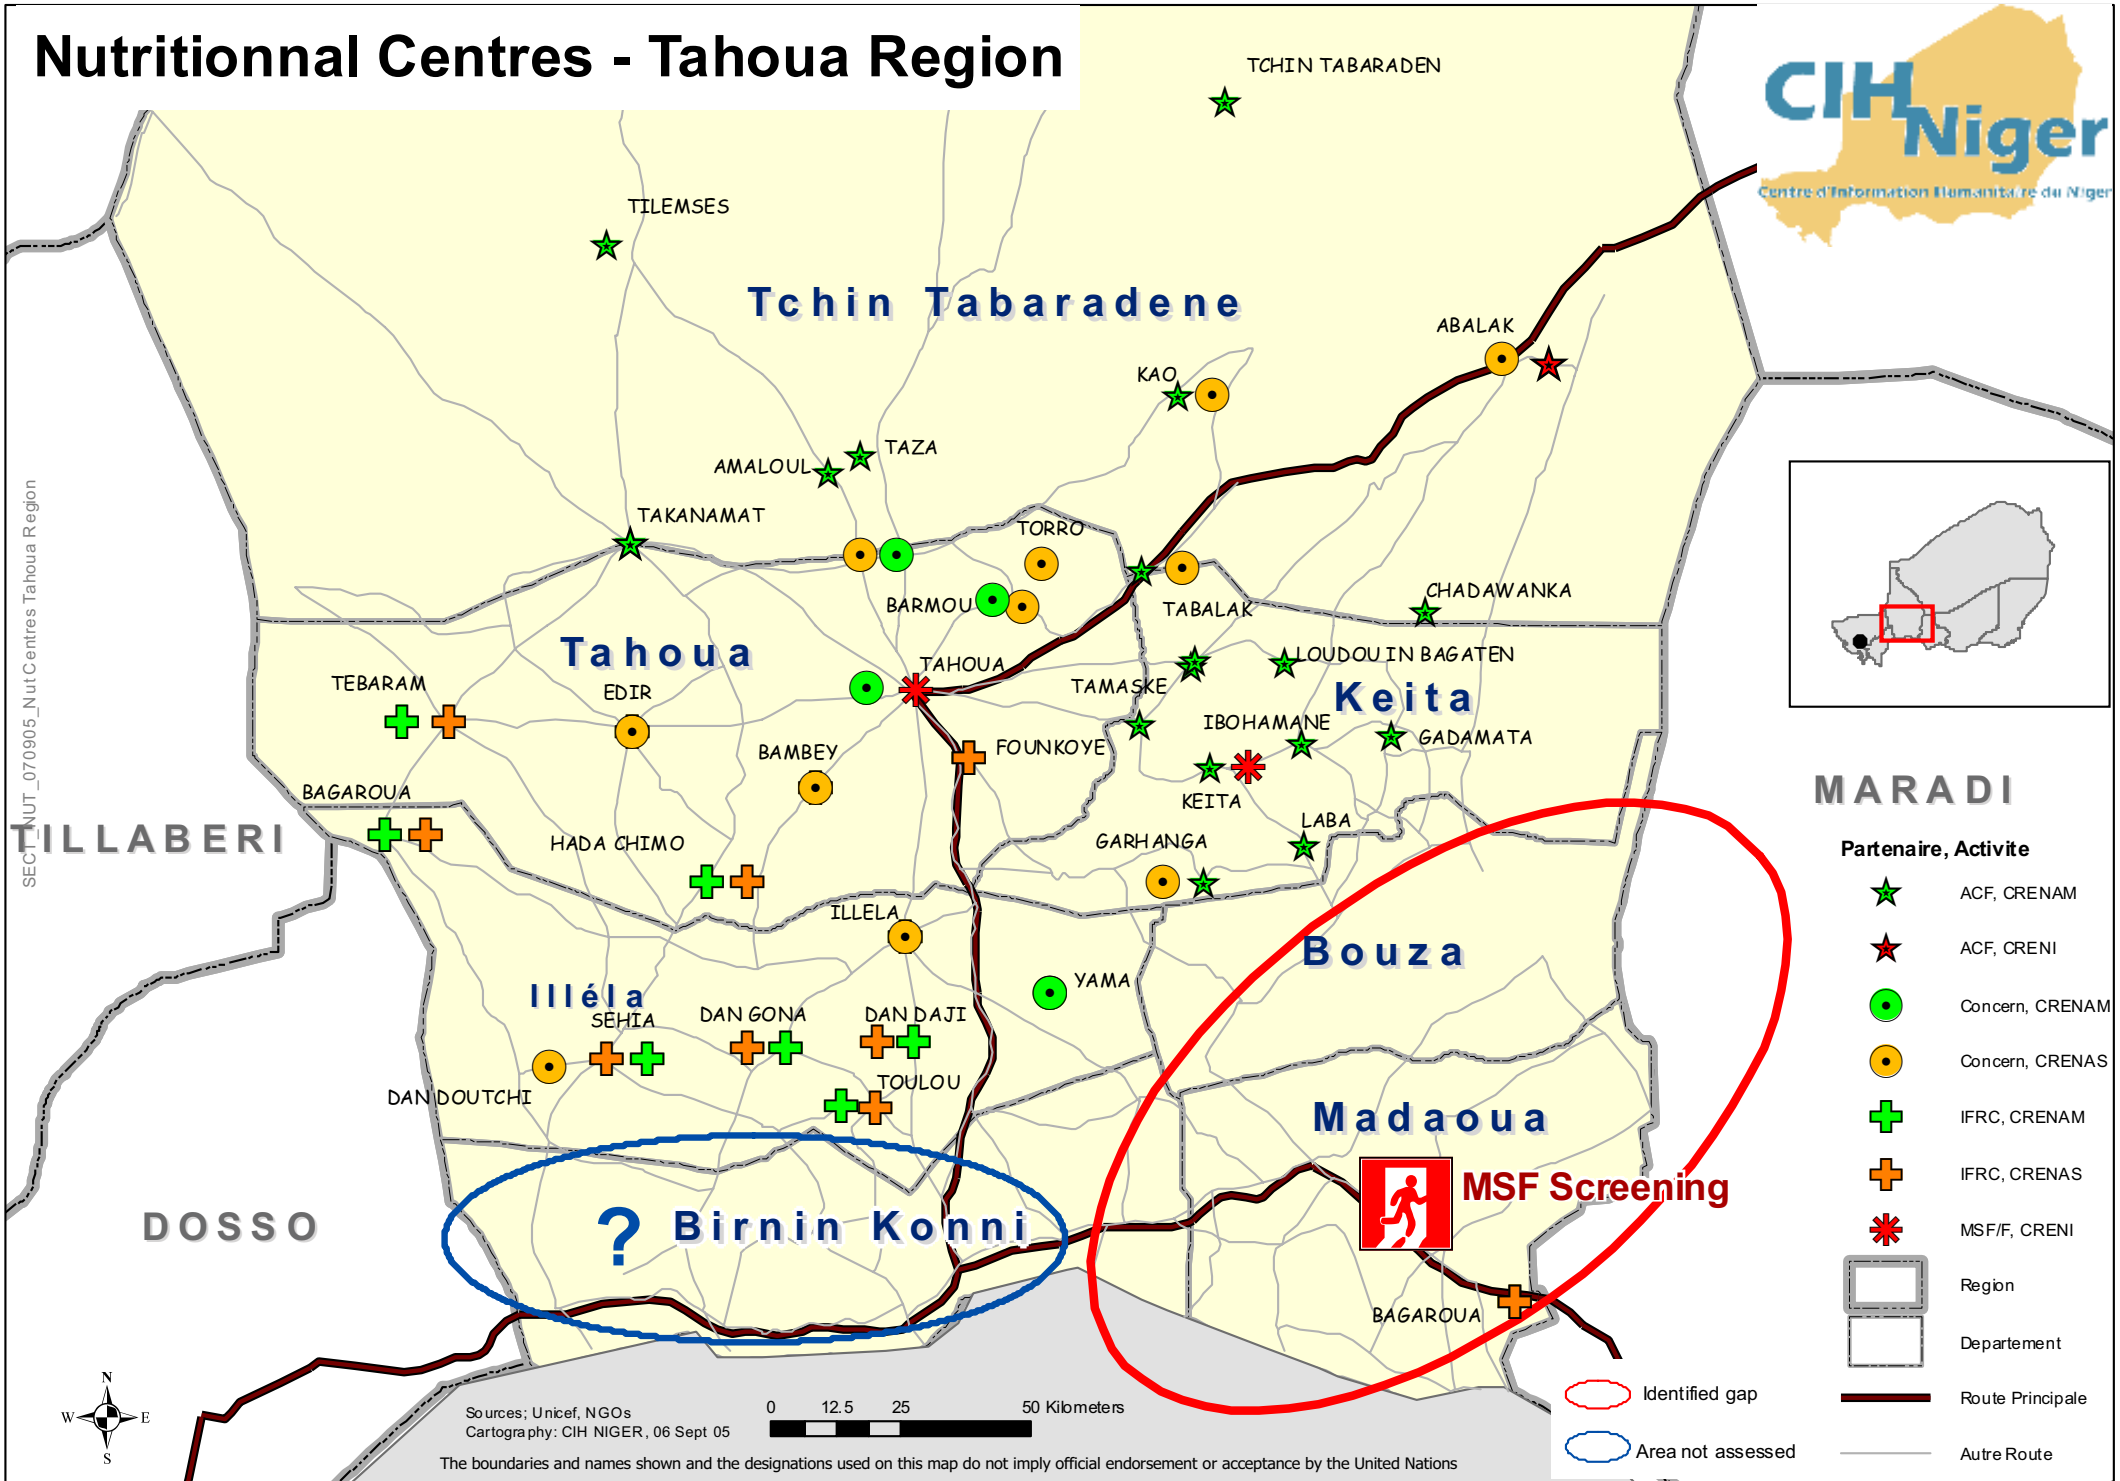 Nutritionnal Centres - Tahoua Region
CIH
Niger
Centre d'Information Humanitaire du Niger
TCHIN TABARADEN
TILEMSES
Tchin Tabaradene
ABALAK
KAO
TAZA
AMALOUL
TAKANAMAT
TORRO
BARMOU
TABALAK
CHADAWANKA
Tahoua
TAHOUA
LOUDOU IN BAGATEN
TAMASKE
Keita
TEBARAM
EDIR
IBOHAMANE
GADAMATA
BAMBEY
FOUNKOYE
KEITA
BAGAROUA
TILLABERI
HADA CHIMO
GARHANGA
LABA
MARADI
ILLELA
Bouza
YAMA
Illéla
SEHIA
DAN GONA
DAN DAJI
DAN DOUTCHI
TOULOU
Madaoua
MSF Screening
?
Birnin Konni
DOSSO
BAGAROUA
SECT_NUT_070905_Nut Centres Tahoua Region
Partenaire, Activite
ACF, CRENAM
ACF, CRENI
Concern, CRENAM
Concern, CRENAS
IFRC, CRENAM
IFRC, CRENAS
MSF/F, CRENI
Region
Departement
Route Principale
Autre Route
Identified gap
Area not assessed
N
W
E
S
Sources; Unicef, NGOs
Cartography: CIH NIGER, 06 Sept 05
0 12.5 25 50 Kilometers
The boundaries and names shown and the designations used on this map do not imply official endorsement or acceptance by the United Nations